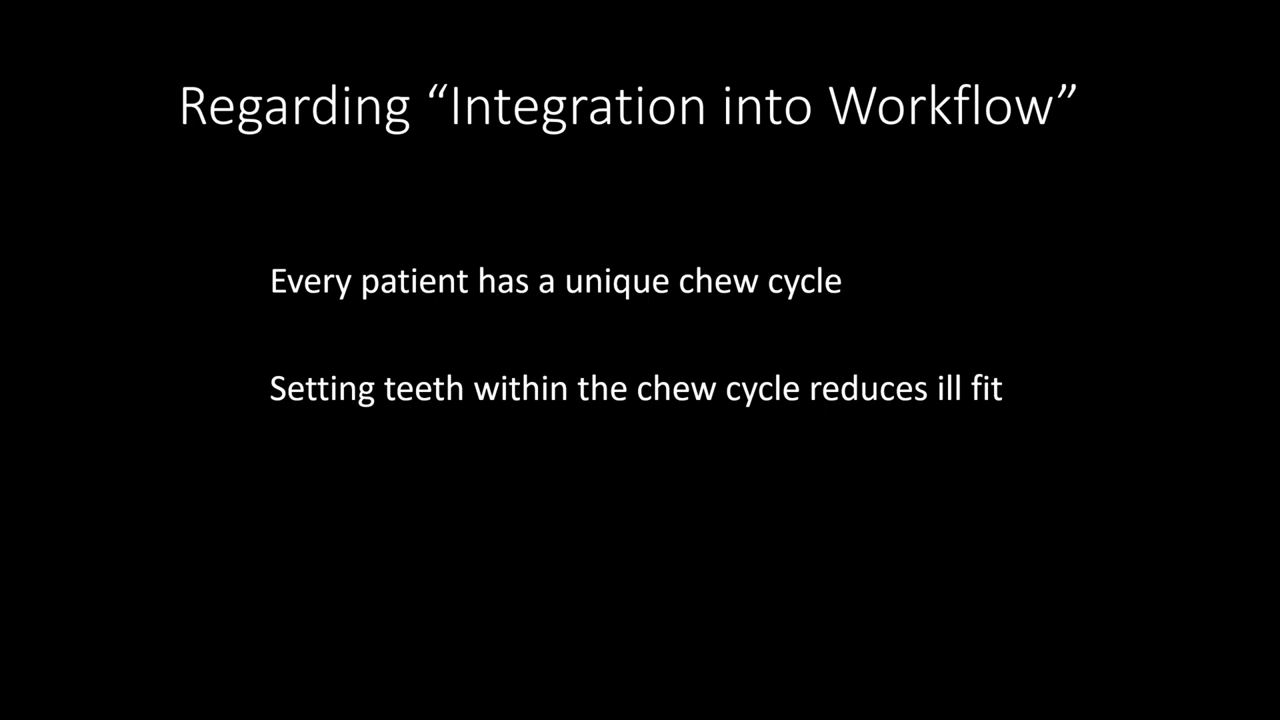 Regarding “Integration into Workflow”
Every patient has a unique chew cycle
Setting teeth within the chew cycle reduces ill fit